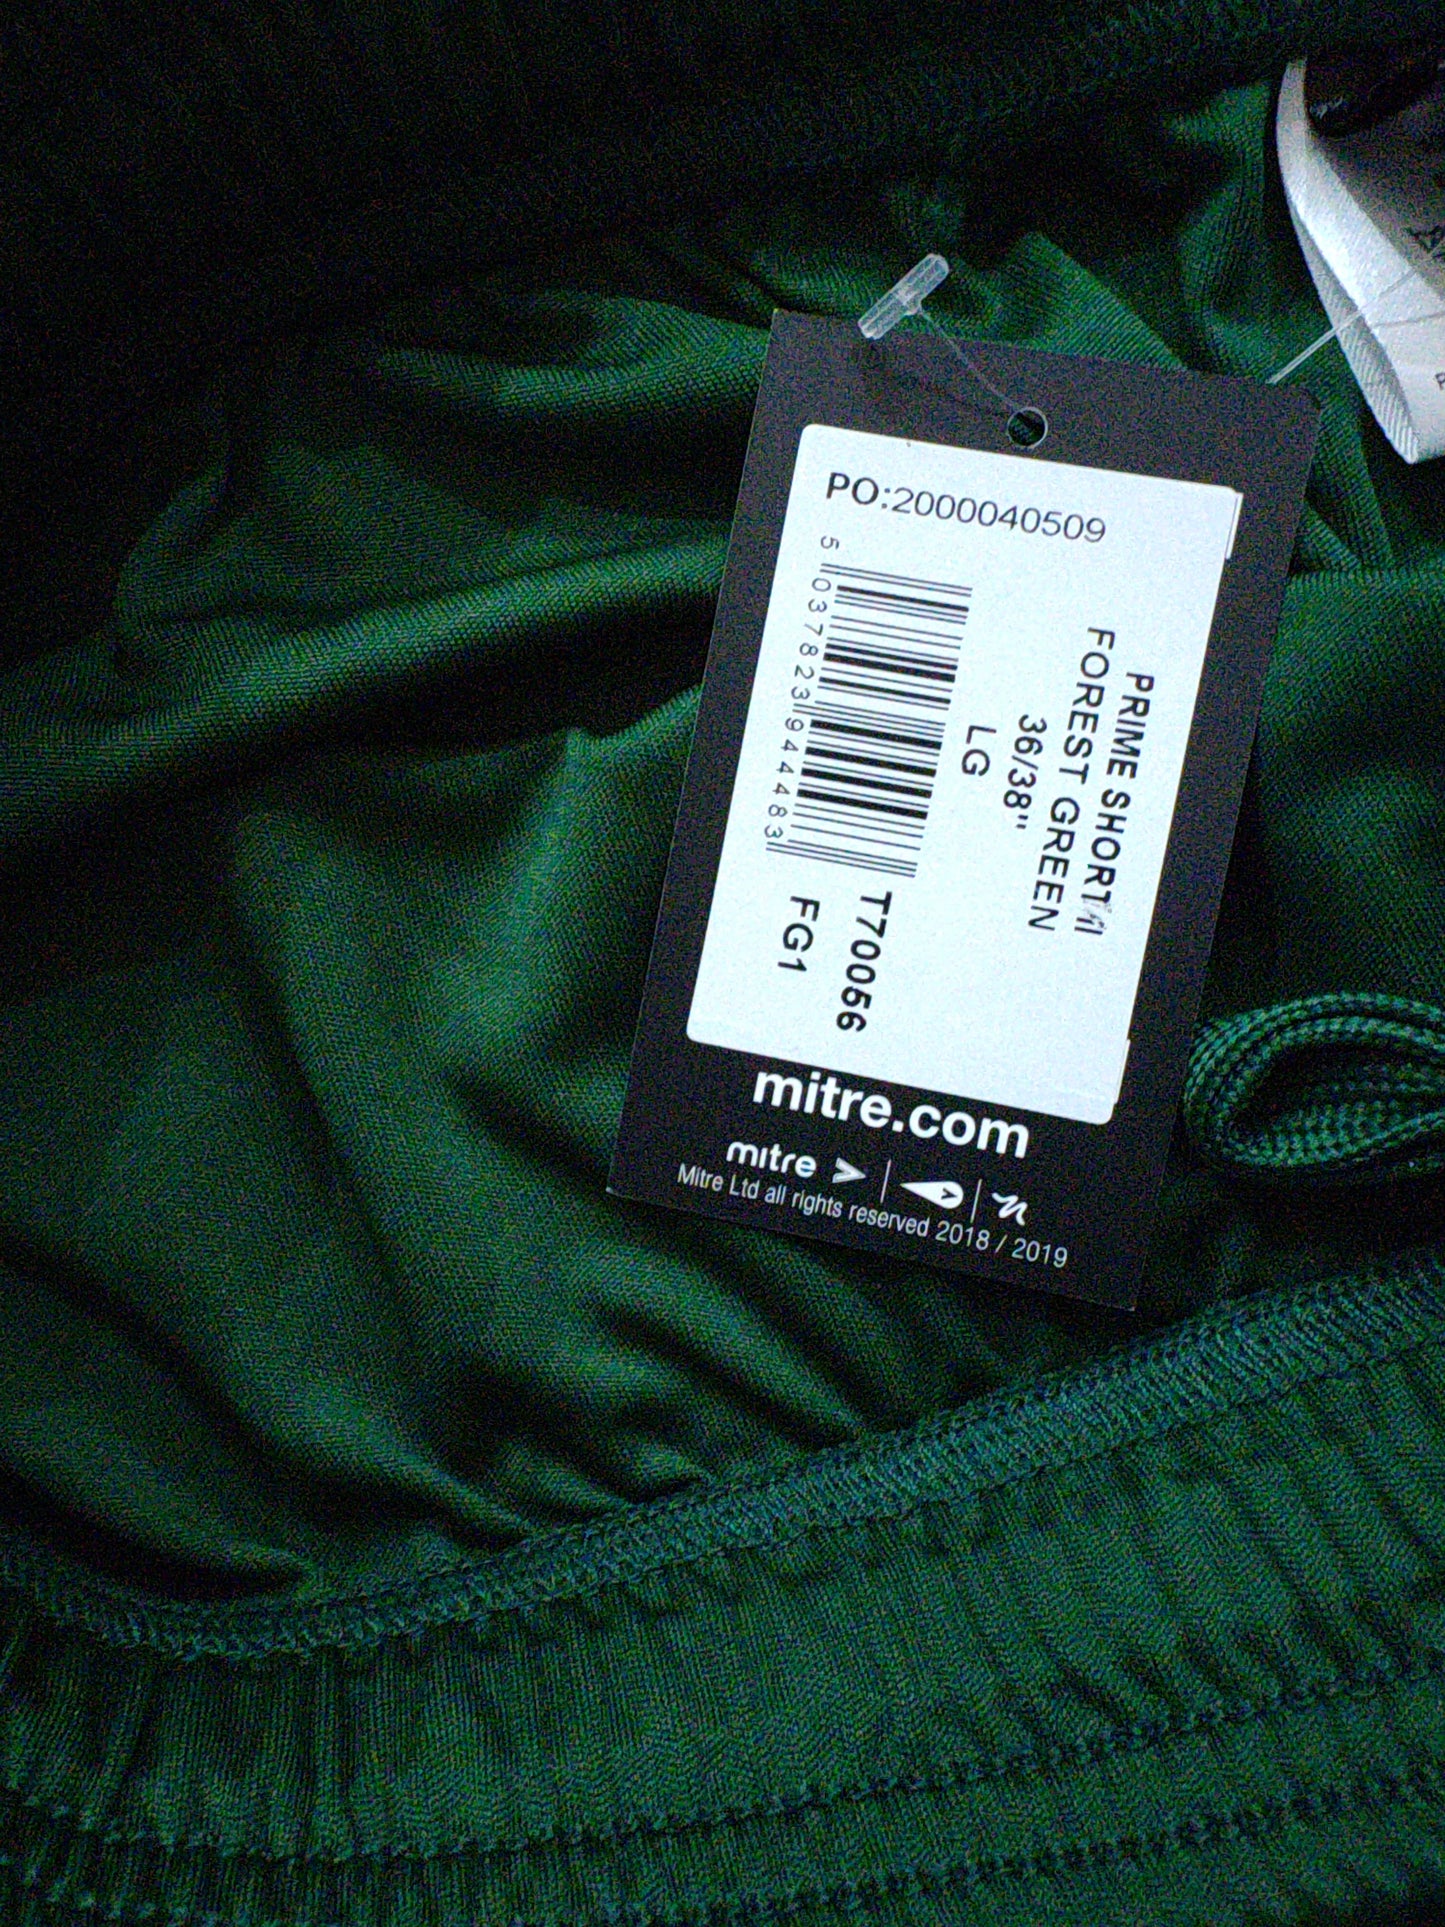 PO:2000040509
PRIME SHORT II
FOREST GREEN
36/38"
LG
5 037823 944483
T70056
FG1
mitre.com
mitre
Mitre Ltd all rights reserved 2018 / 2019